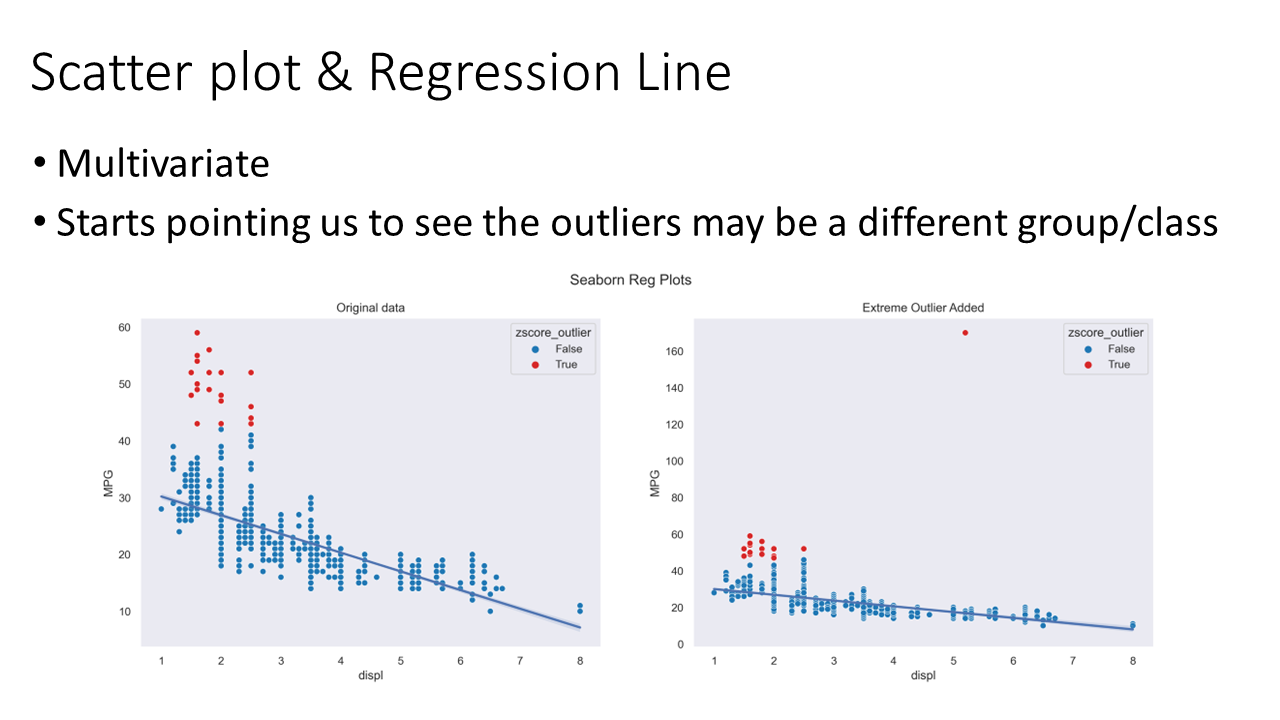 Scatter plot & Regression Line
• Multivariate
• Starts pointing us to see the outliers may be a different group/class
Seaborn Reg Plots
Original data
zscore_outlier
False
True
60
50
40
30
20
10
MPG
1 2 3 4 5 6 7 8
displ
Extreme Outlier Added
zscore_outlier
False
True
160
140
120
100
80
60
40
20
0
MPG
1 2 3 4 5 6 7 8
displ